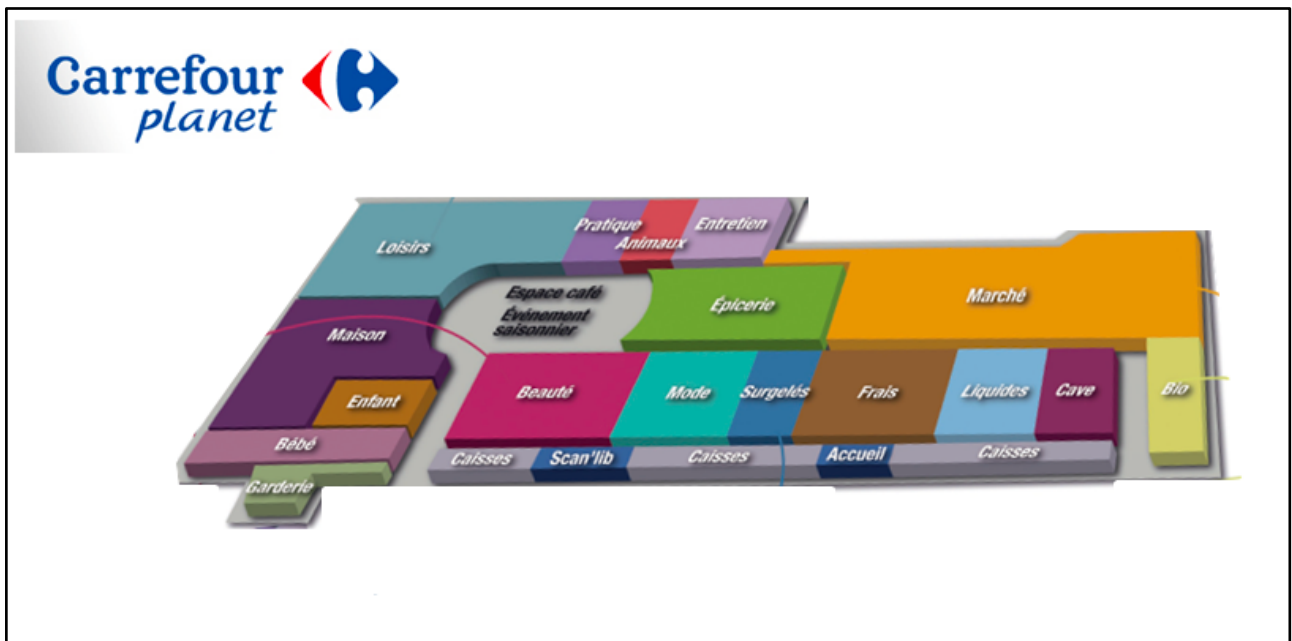 Carrefour
planet
Loisirs
Pratique
Animaux
Entretien
Espace café
Événement
saisonnier
Épicerie
Marché
Maison
Enfant
Bébé
Garderie
Beauté
Mode
Surgelés
Frais
Liquides
Cave
Bio
Caisses
Scan'lib
Caisses
Accueil
Caisses